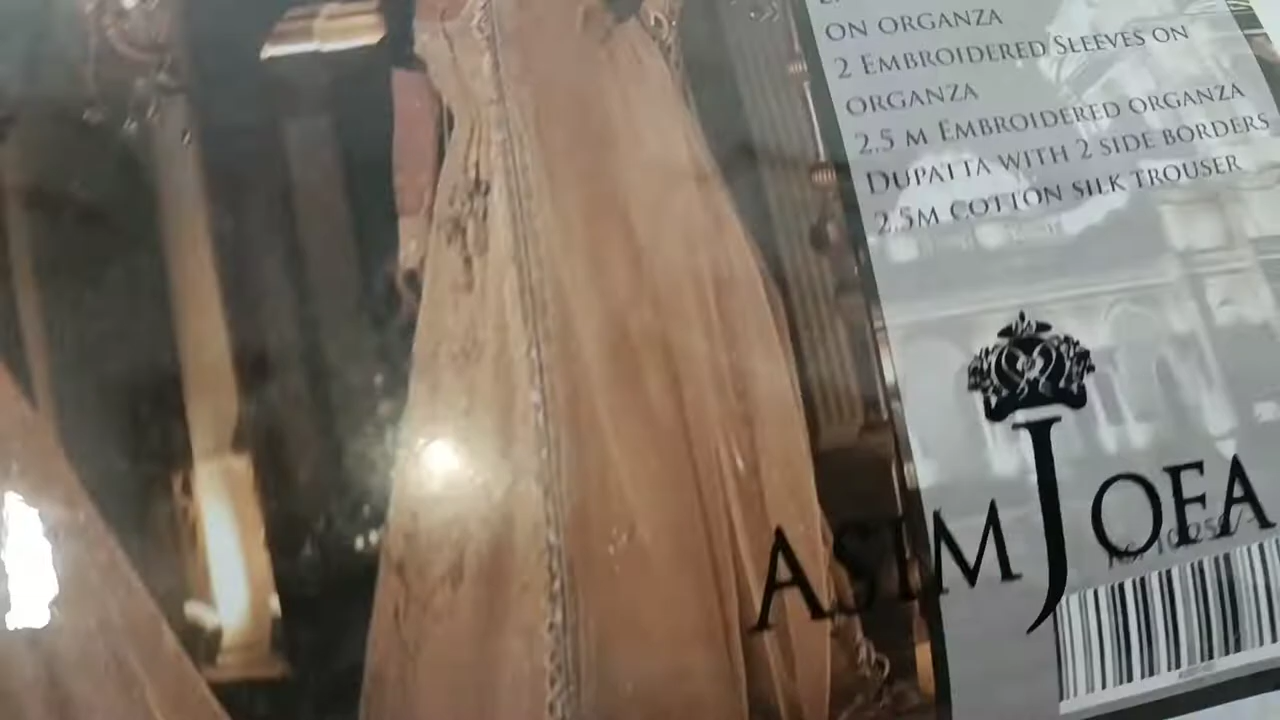 ON ORGANZA
2 EMBROIDERED SLEEVES ON
ORGANZA
2.5 M EMBROIDERED ORGANZA
DUPATTA WITH 2 SIDE BORDERS
2.5M COTTON SILK TROUSER
ASIM JOFA